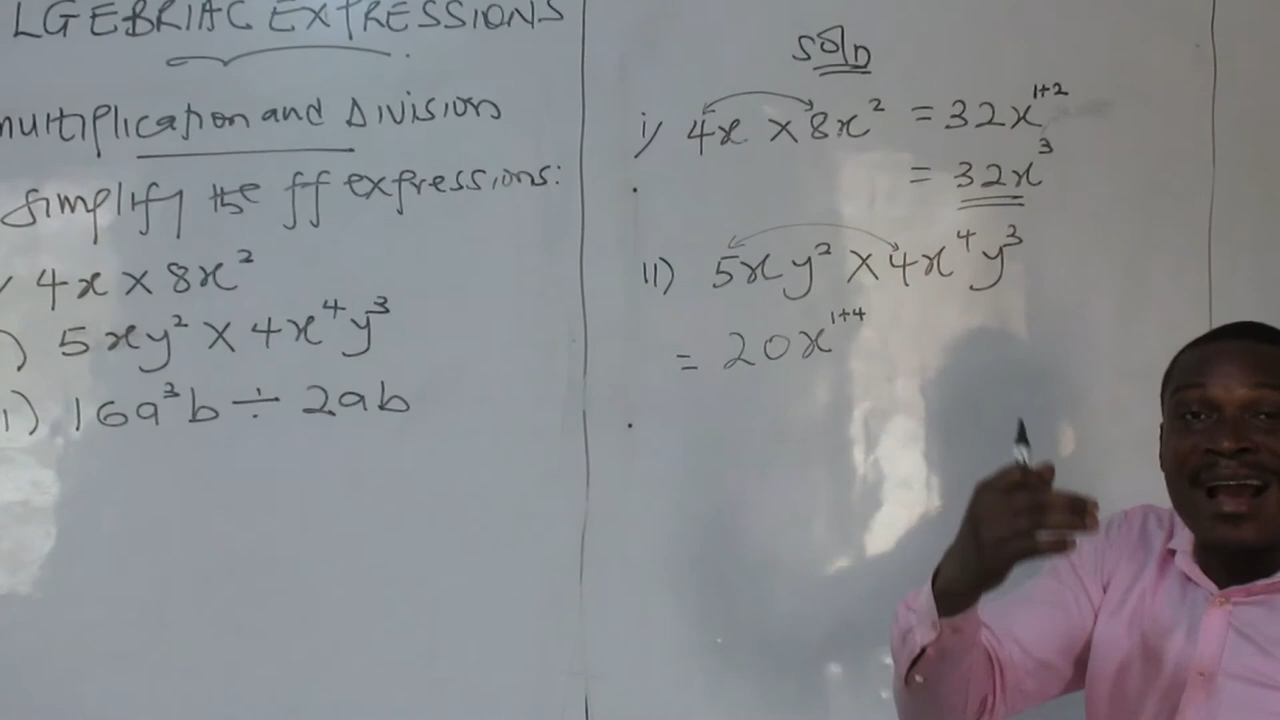 LGEBRIAC EXPRESSIONS
multiplication and Division
Simplify the ff expressions:
4x × 8x²
) 5xy² × 4x⁴y³
i) 16a³b ÷ 2ab
Soln
i) 4x × 8x² = 32x¹⁺²
= 32x³
ii) 5xy² × 4x⁴y³
= 20x¹⁺⁴